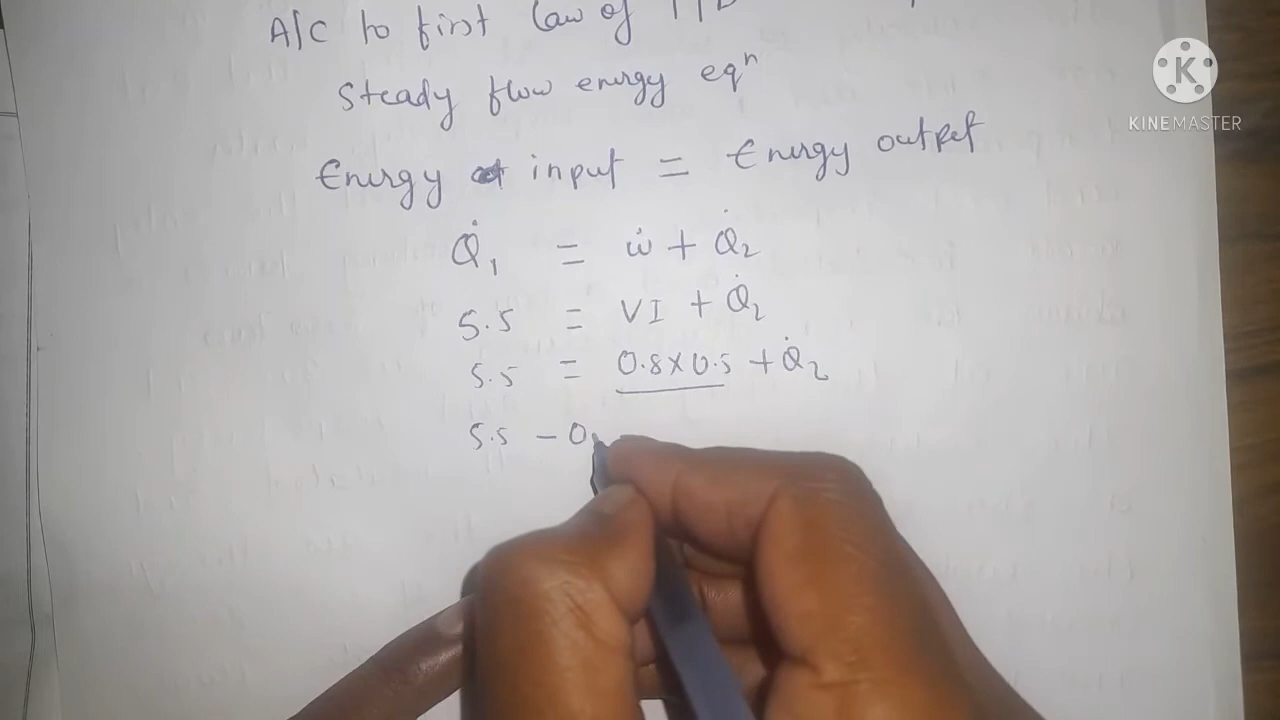 A/C to first law of
Steady flow energy eqⁿ
Energy input = Energy output
Q̇₁ = ẇ + Q̇₂
5.5 = VI + Q̇₂
5.5 = 0.8×0.5 + Q̇₂
5.5 - 0.
K
KINEMASTER